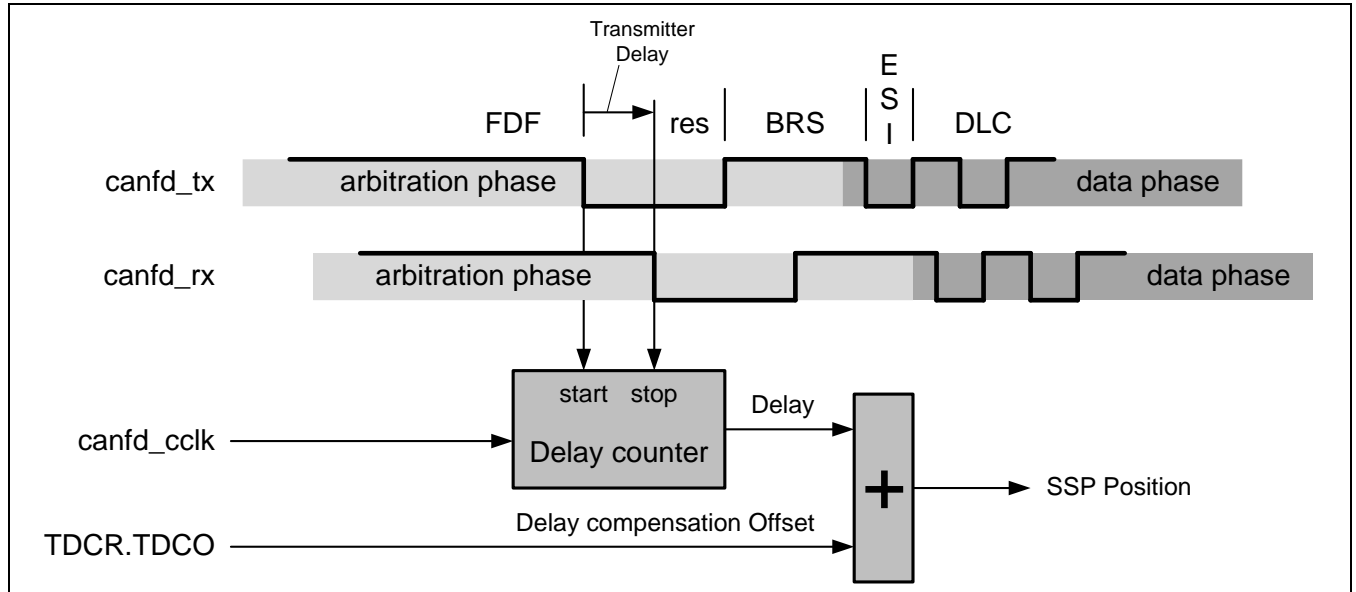 Transmitter
Delay
E
S
I
FDF
res
BRS
DLC
canfd_tx
arbitration phase
data phase
canfd_rx
arbitration phase
data phase
start stop
Delay counter
Delay
canfd_cclk
+
SSP Position
Delay compensation Offset
TDCR.TDCO